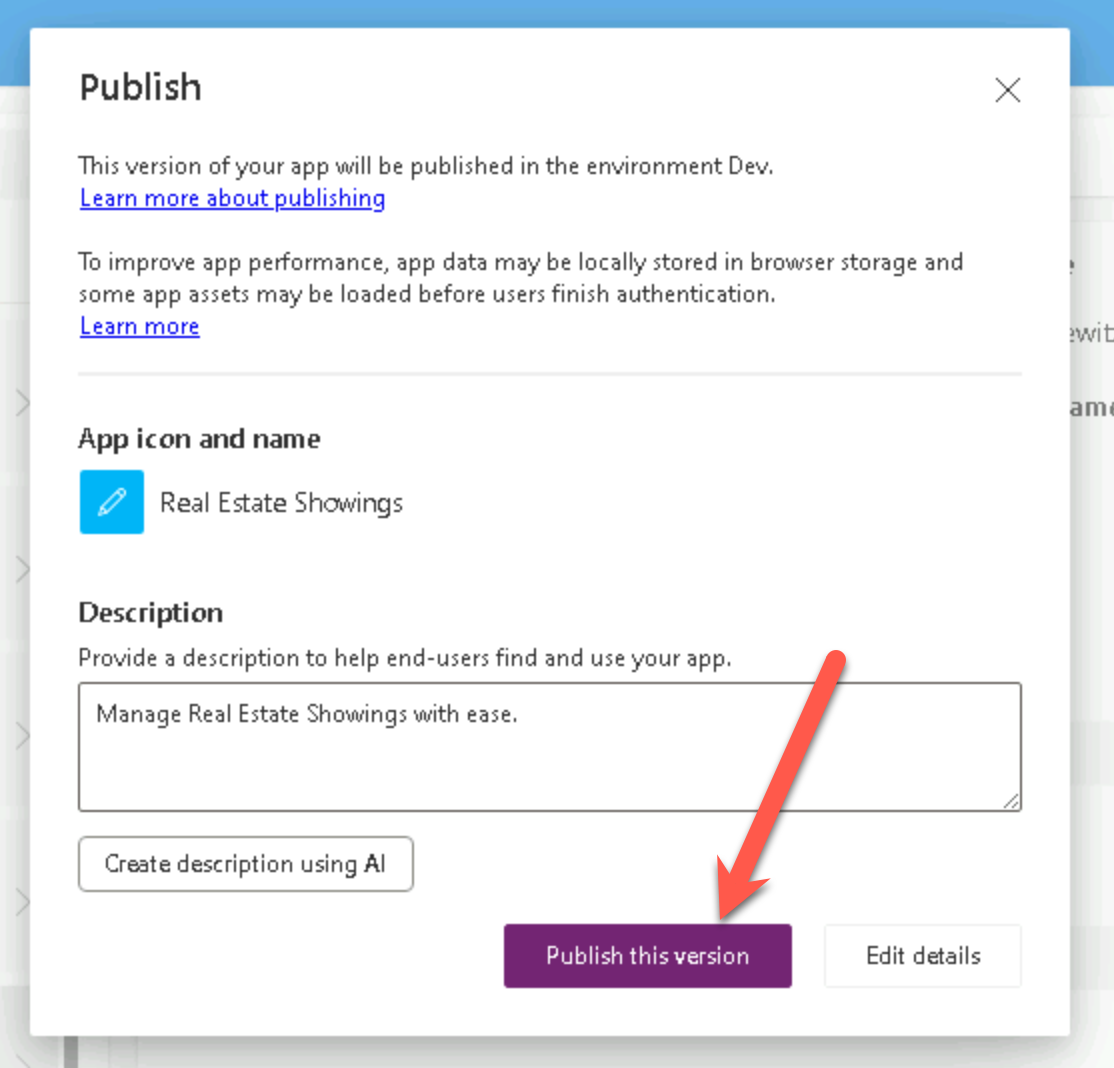 Publish
This version of your app will be published in the environment Dev.
Learn more about publishing
To improve app performance, app data may be locally stored in browser storage and
some app assets may be loaded before users finish authentication.
Learn more
App icon and name
Real Estate Showings
Description
Provide a description to help end-users find and use your app.
Manage Real Estate Showings with ease.
Create description using AI
Publish this version
Edit details